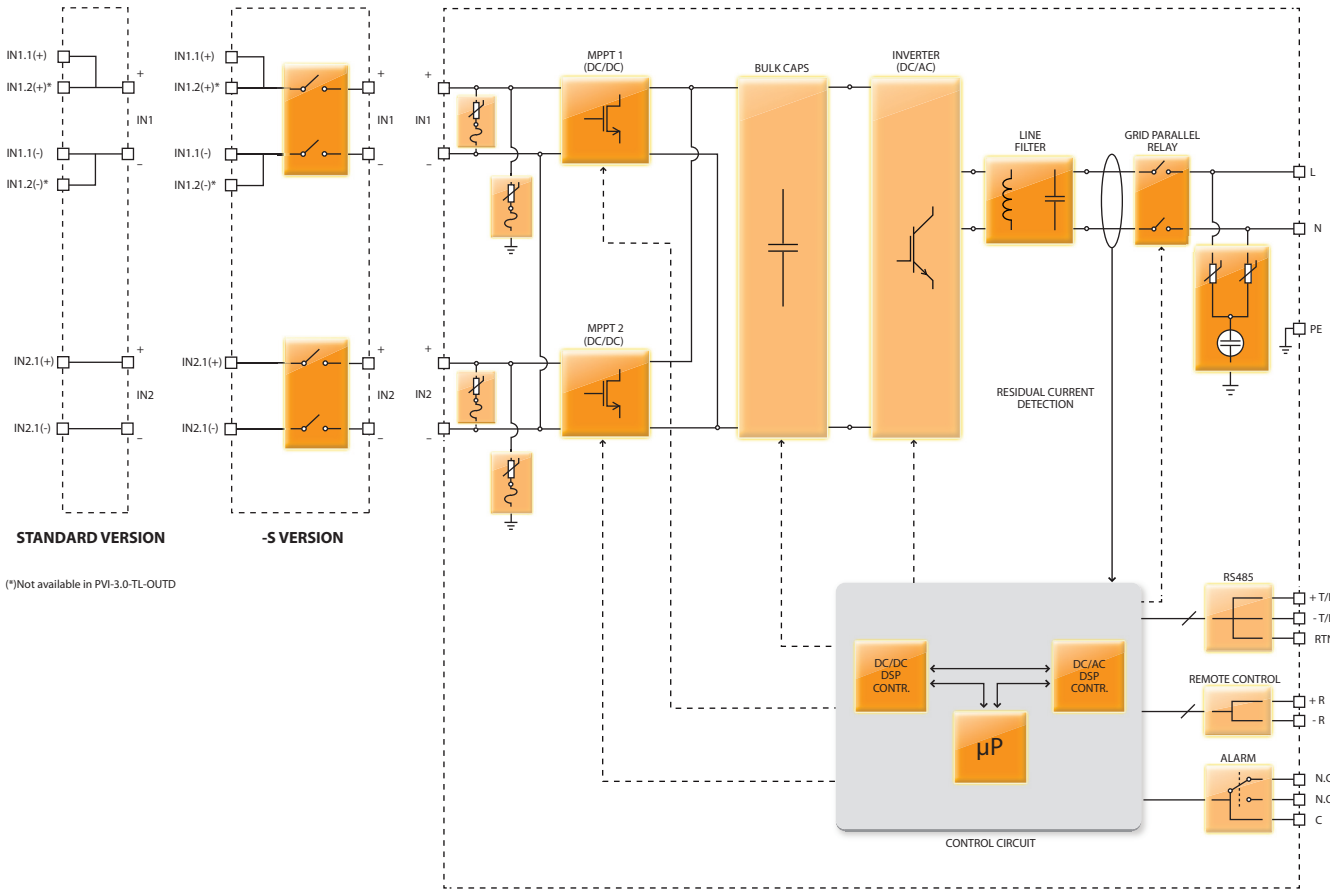 IN1.1(+)
IN1.2(+)*
+
IN1
IN1.1(-)
IN1.2(-)*
−
IN2.1(+)
+
IN2
IN2.1(-)
−
STANDARD VERSION
(*)Not available in PVI-3.0-TL-OUTD
IN1.1(+)
IN1.2(+)*
+
IN1
IN1.1(-)
IN1.2(-)*
−
IN2.1(+)
+
IN2
IN2.1(-)
−
-S VERSION
+
IN1
−
+
IN2
−
MPPT 1
(DC/DC)
MPPT 2
(DC/DC)
BULK CAPS
INVERTER
(DC/AC)
LINE
FILTER
GRID PARALLEL
RELAY
L
N
PE
RESIDUAL CURRENT
DETECTION
DC/DC
DSP
CONTR.
DC/AC
DSP
CONTR.
µP
CONTROL CIRCUIT
RS485
+ T/
- T/
RT
REMOTE CONTROL
+ R
- R
ALARM
N.
N.
C